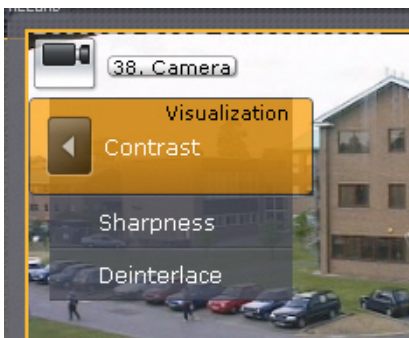 38. Camera
Visualization
Contrast
Sharpness
Deinterlace